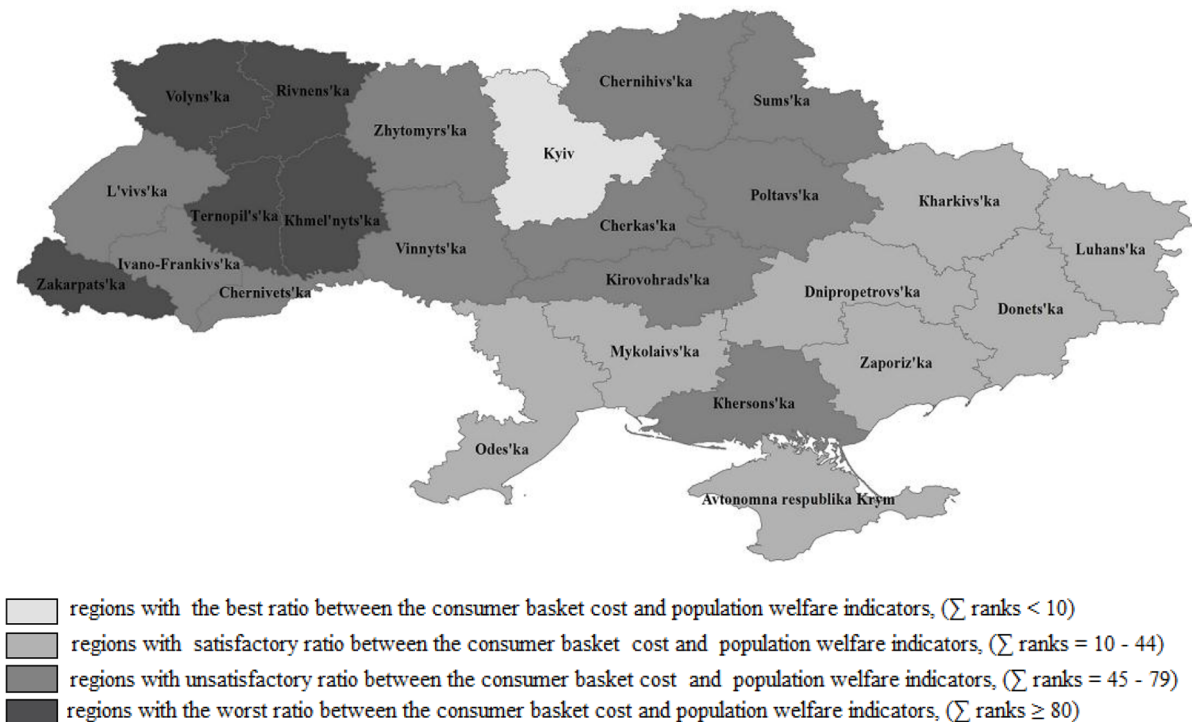 Chernihivs'ka
Rivnens'ka
Volyns'ka
Sums'ka
Zhytomyrs'ka
Kyiv
L'vivs'ka
Poltavs'ka
Kharkivs'ka
Ternopil's'ka
Khmel'nyts'ka
Cherkas'ka
Vinnyts'ka
Luhans'ka
Ivano-Frankivs'ka
Zakarpats'ka
Kirovohrads'ka
Chernivets'ka
Dnipropetrovs'ka
Donets'ka
Mykolaivs'ka
Zaporiz'ka
Khersons'ka
Odes'ka
Avtonomna respublika Krym
regions with the best ratio between the consumer basket cost and population welfare indicators, (∑ ranks < 10)
regions with satisfactory ratio between the consumer basket cost and population welfare indicators, (∑ ranks = 10 - 44)
regions with unsatisfactory ratio between the consumer basket cost and population welfare indicators, (∑ ranks = 45 - 79)
regions with the worst ratio between the consumer basket cost and population welfare indicators, (∑ ranks ≥ 80)